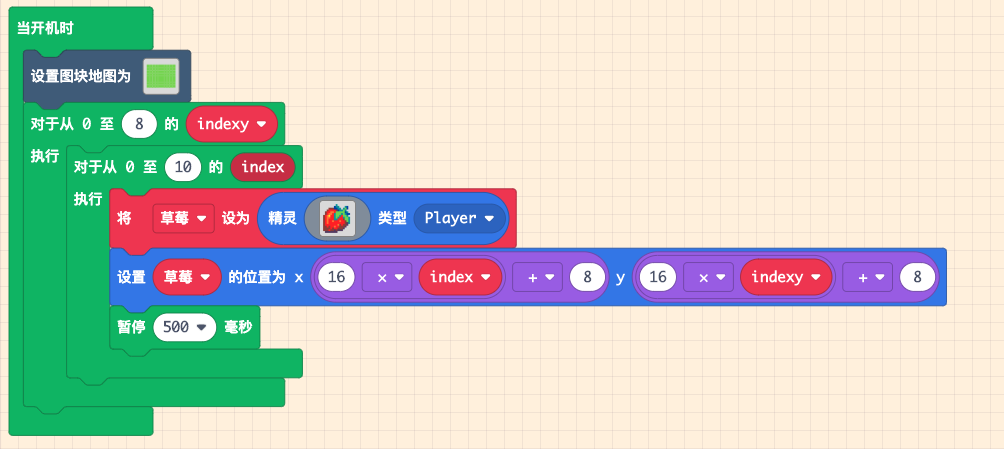 当开机时
设置图块地图为
对于从 0 至 8 的 indexy
执行
对于从 0 至 10 的 index
执行
将 草莓 设为 精灵 类型 Player
设置 草莓 的位置为 x 16 × index + 8 y 16 × indexy + 8
暂停 500 毫秒